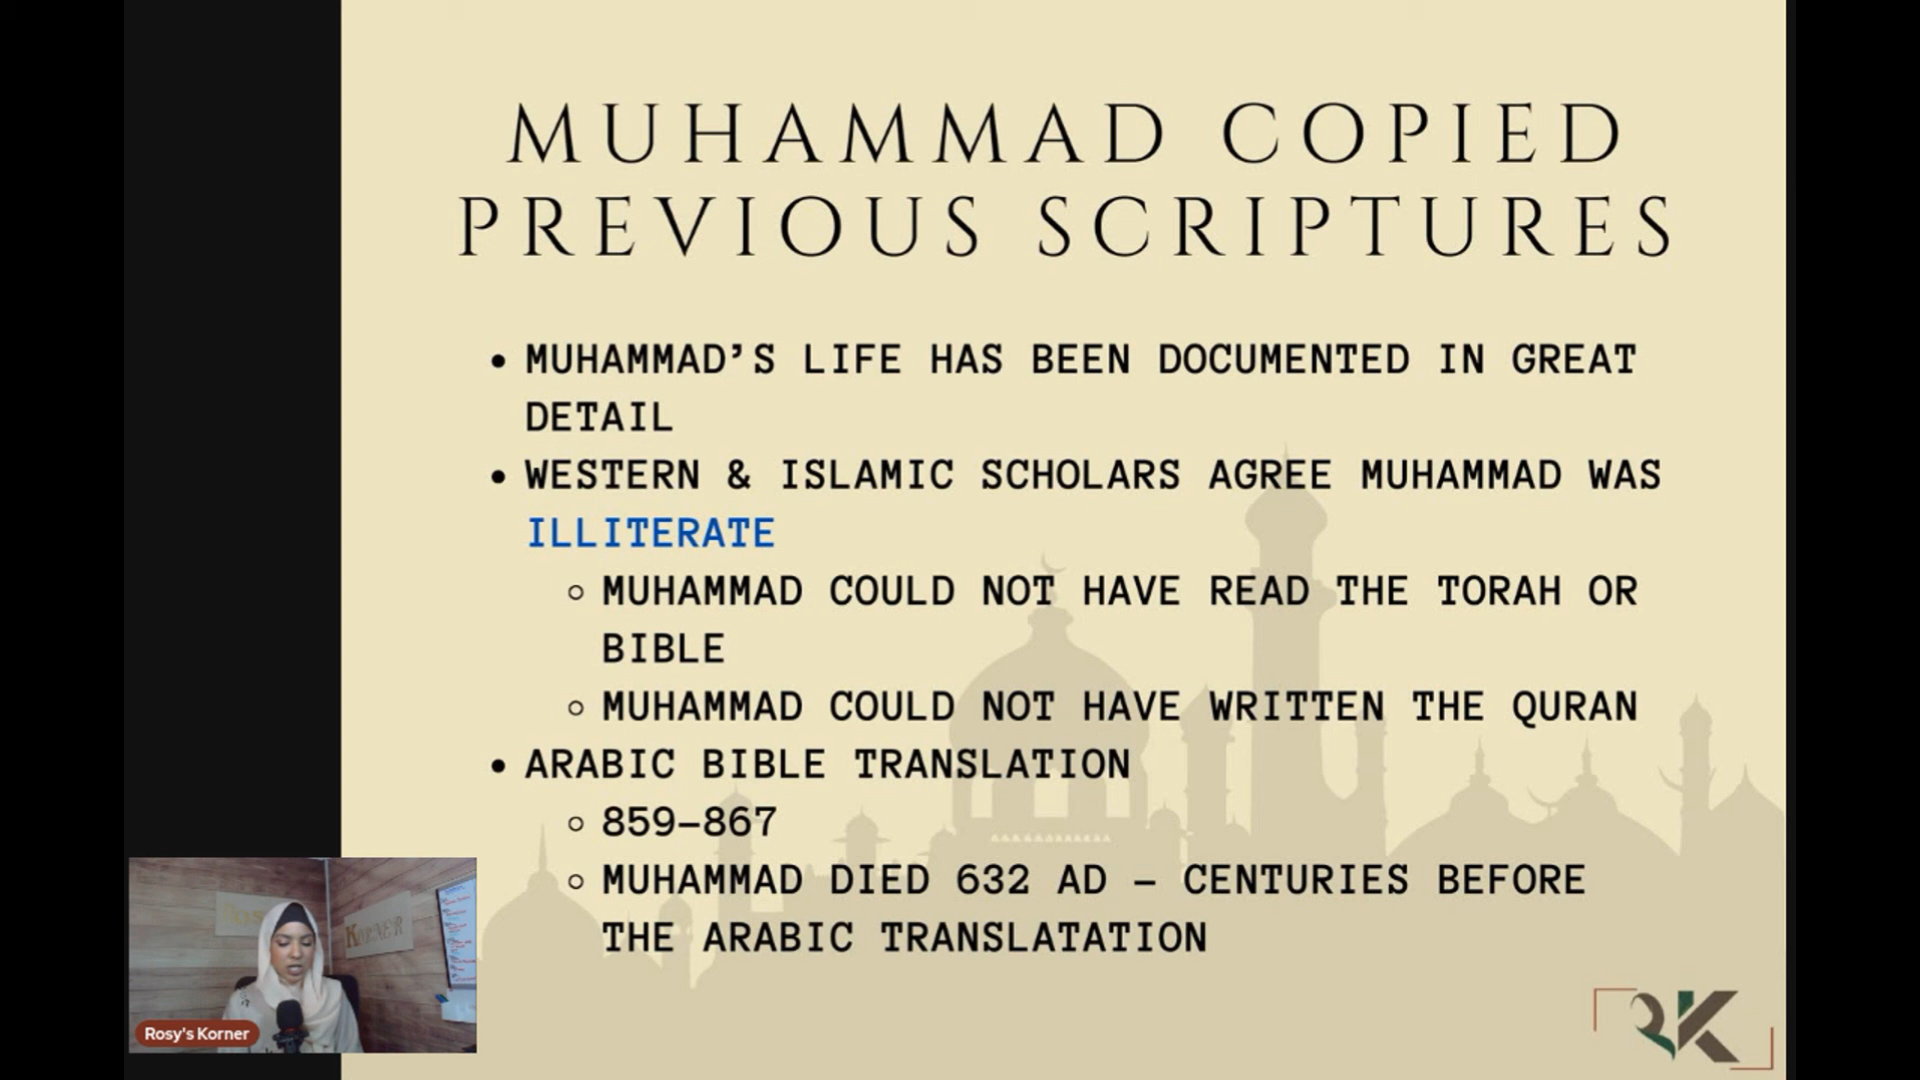 MUHAMMAD COPIED
PREVIOUS SCRIPTURES
• MUHAMMAD'S LIFE HAS BEEN DOCUMENTED IN GREAT
DETAIL
• WESTERN & ISLAMIC SCHOLARS AGREE MUHAMMAD WAS
ILLITERATE
○ MUHAMMAD COULD NOT HAVE READ THE TORAH OR
BIBLE
○ MUHAMMAD COULD NOT HAVE WRITTEN THE QURAN
• ARABIC BIBLE TRANSLATION
○ 859–867
○ MUHAMMAD DIED 632 AD – CENTURIES BEFORE
THE ARABIC TRANSLATATION
KORNER
Rosy's Korner
RK